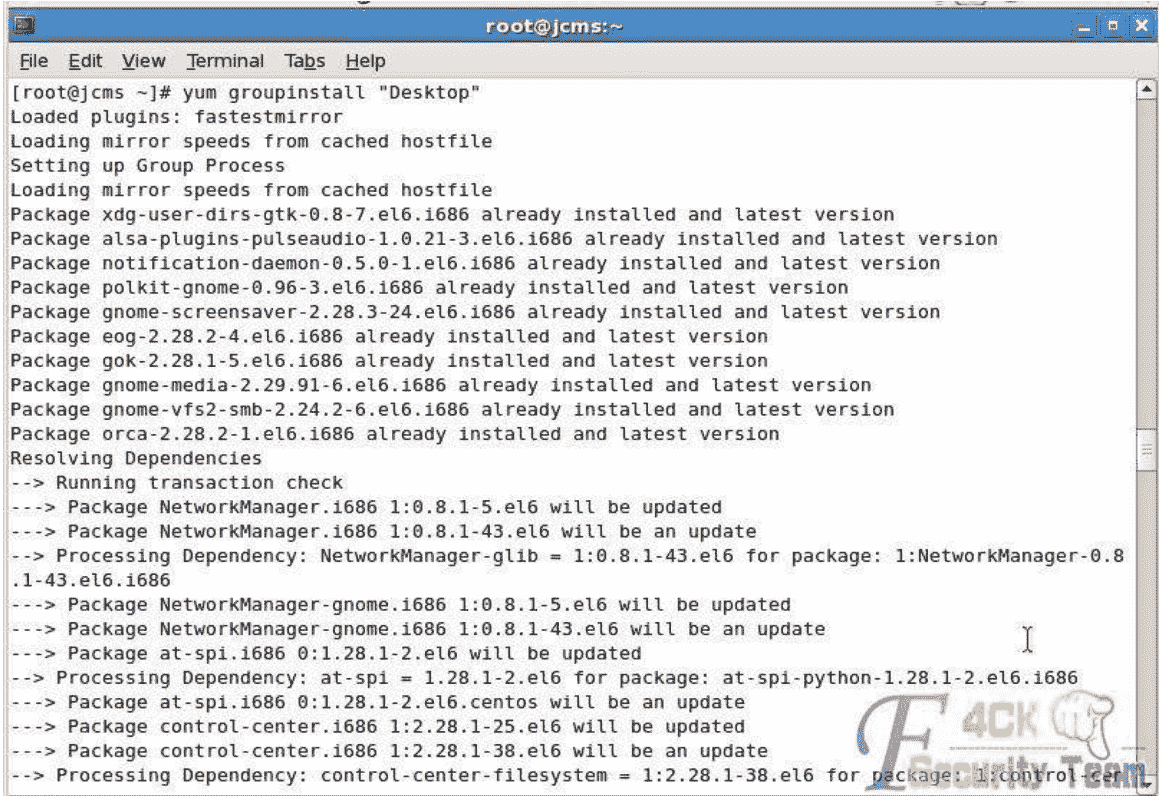 root@jcms:~
File Edit View Terminal Tabs Help
[root@jcms ~]# yum groupinstall "Desktop"
Loaded plugins: fastestmirror
Loading mirror speeds from cached hostfile
Setting up Group Process
Loading mirror speeds from cached hostfile
Package xdg-user-dirs-gtk-0.8-7.el6.i686 already installed and latest version
Package alsa-plugins-pulseaudio-1.0.21-3.el6.i686 already installed and latest version
Package notification-daemon-0.5.0-1.el6.i686 already installed and latest version
Package polkit-gnome-0.96-3.el6.i686 already installed and latest version
Package gnome-screensaver-2.28.3-24.el6.i686 already installed and latest version
Package eog-2.28.2-4.el6.i686 already installed and latest version
Package gok-2.28.1-5.el6.i686 already installed and latest version
Package gnome-media-2.29.91-6.el6.i686 already installed and latest version
Package gnome-vfs2-smb-2.24.2-6.el6.i686 already installed and latest version
Package orca-2.28.2-1.el6.i686 already installed and latest version
Resolving Dependencies
--> Running transaction check
---> Package NetworkManager.i686 1:0.8.1-5.el6 will be updated
---> Package NetworkManager.i686 1:0.8.1-43.el6 will be an update
--> Processing Dependency: NetworkManager-glib = 1:0.8.1-43.el6 for package: 1:NetworkManager-0.8
.1-43.el6.i686
---> Package NetworkManager-gnome.i686 1:0.8.1-5.el6 will be updated
---> Package NetworkManager-gnome.i686 1:0.8.1-43.el6 will be an update
---> Package at-spi.i686 0:1.28.1-2.el6 will be updated
--> Processing Dependency: at-spi = 1.28.1-2.el6 for package: at-spi-python-1.28.1-2.el6.i686
---> Package at-spi.i686 0:1.28.1-2.el6.centos will be an update
---> Package control-center.i686 1:2.28.1-25.el6 will be updated
---> Package control-center.i686 1:2.28.1-38.el6 will be an update
--> Processing Dependency: control-center-filesystem = 1:2.28.1-38.el6 for package: 1:control-cen
F4CK
Security Team